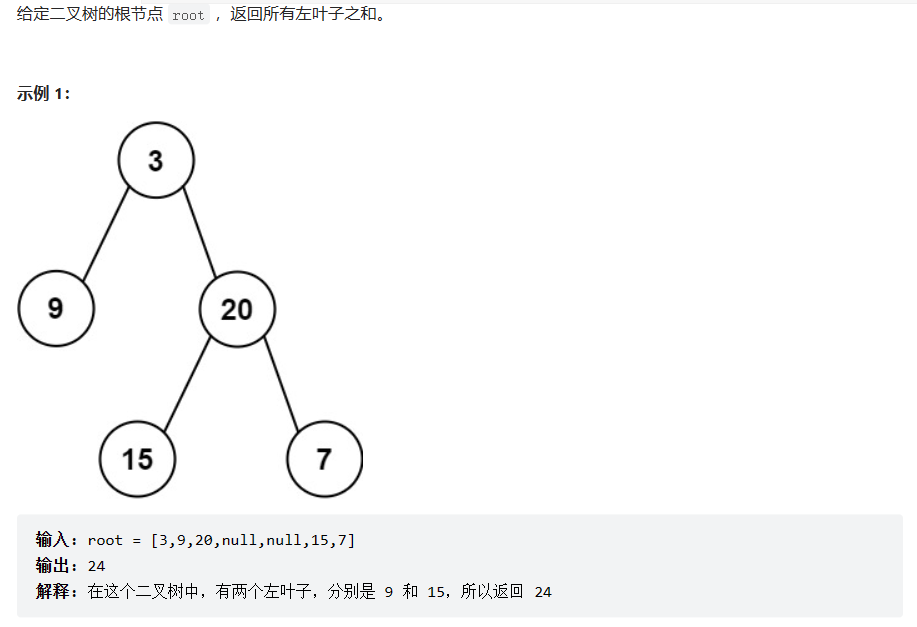 给定二叉树的根节点 root ，返回所有左叶子之和。
示例 1：
3
9
20
15
7
输入：root = [3,9,20,null,null,15,7]
输出：24
解释：在这个二叉树中，有两个左叶子，分别是 9 和 15，所以返回 24